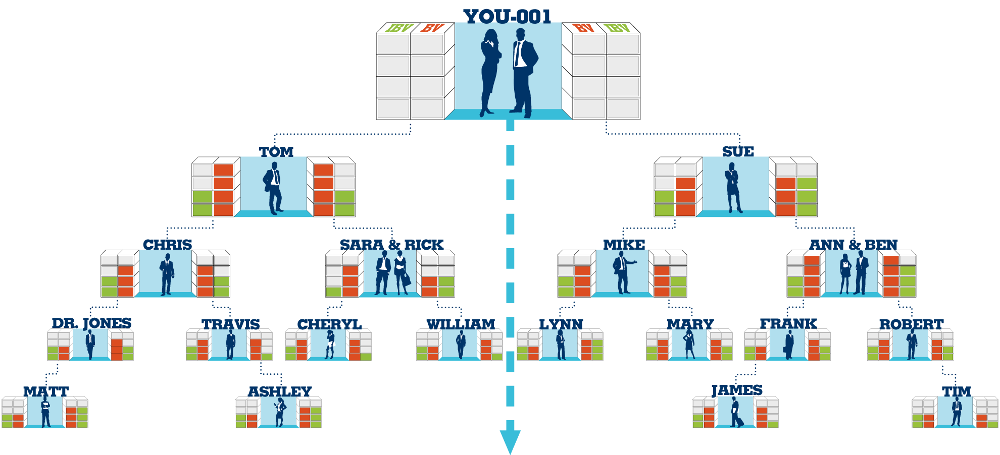 YOU-001
IBV BV BV IBV
TOM SUE
CHRIS SARA & RICK MIKE ANN & BEN
DR. JONES TRAVIS CHERYL WILLIAM LYNN MARY FRANK ROBERT
MATT ASHLEY JAMES TIM